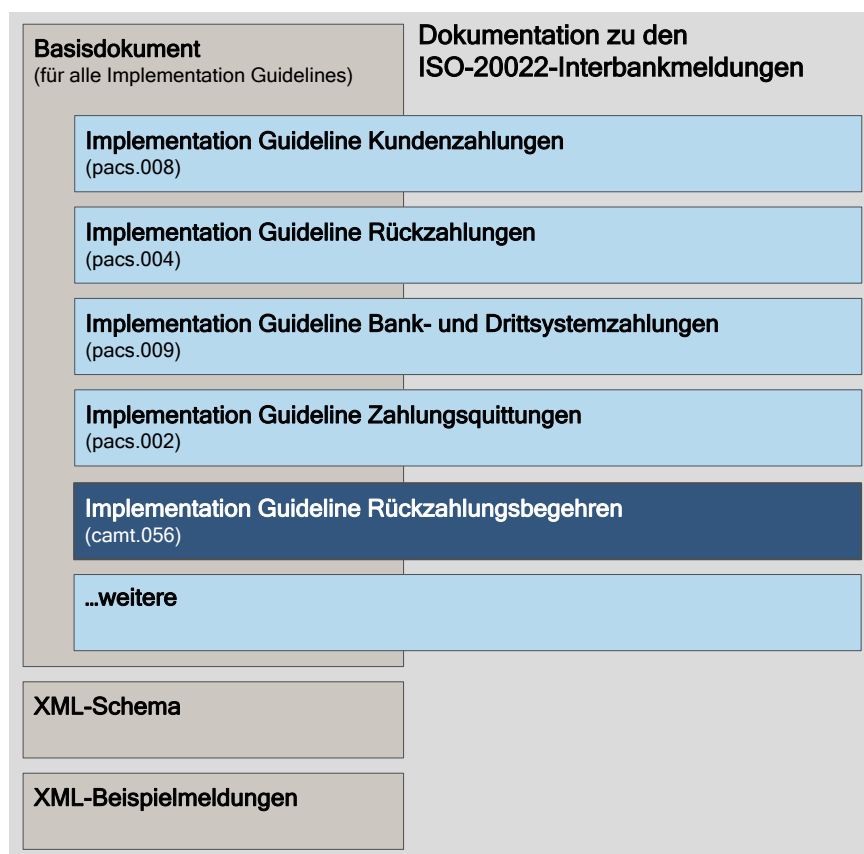 Basisdokument
(für alle Implementation Guidelines)
Dokumentation zu den
ISO-20022-Interbankmeldungen
Implementation Guideline Kundenzahlungen
(pacs.008)
Implementation Guideline Rückzahlungen
(pacs.004)
Implementation Guideline Bank- und Drittsystemzahlungen
(pacs.009)
Implementation Guideline Zahlungsquittungen
(pacs.002)
Implementation Guideline Rückzahlungsbegehren
(camt.056)
...weitere
XML-Schema
XML-Beispielmeldungen